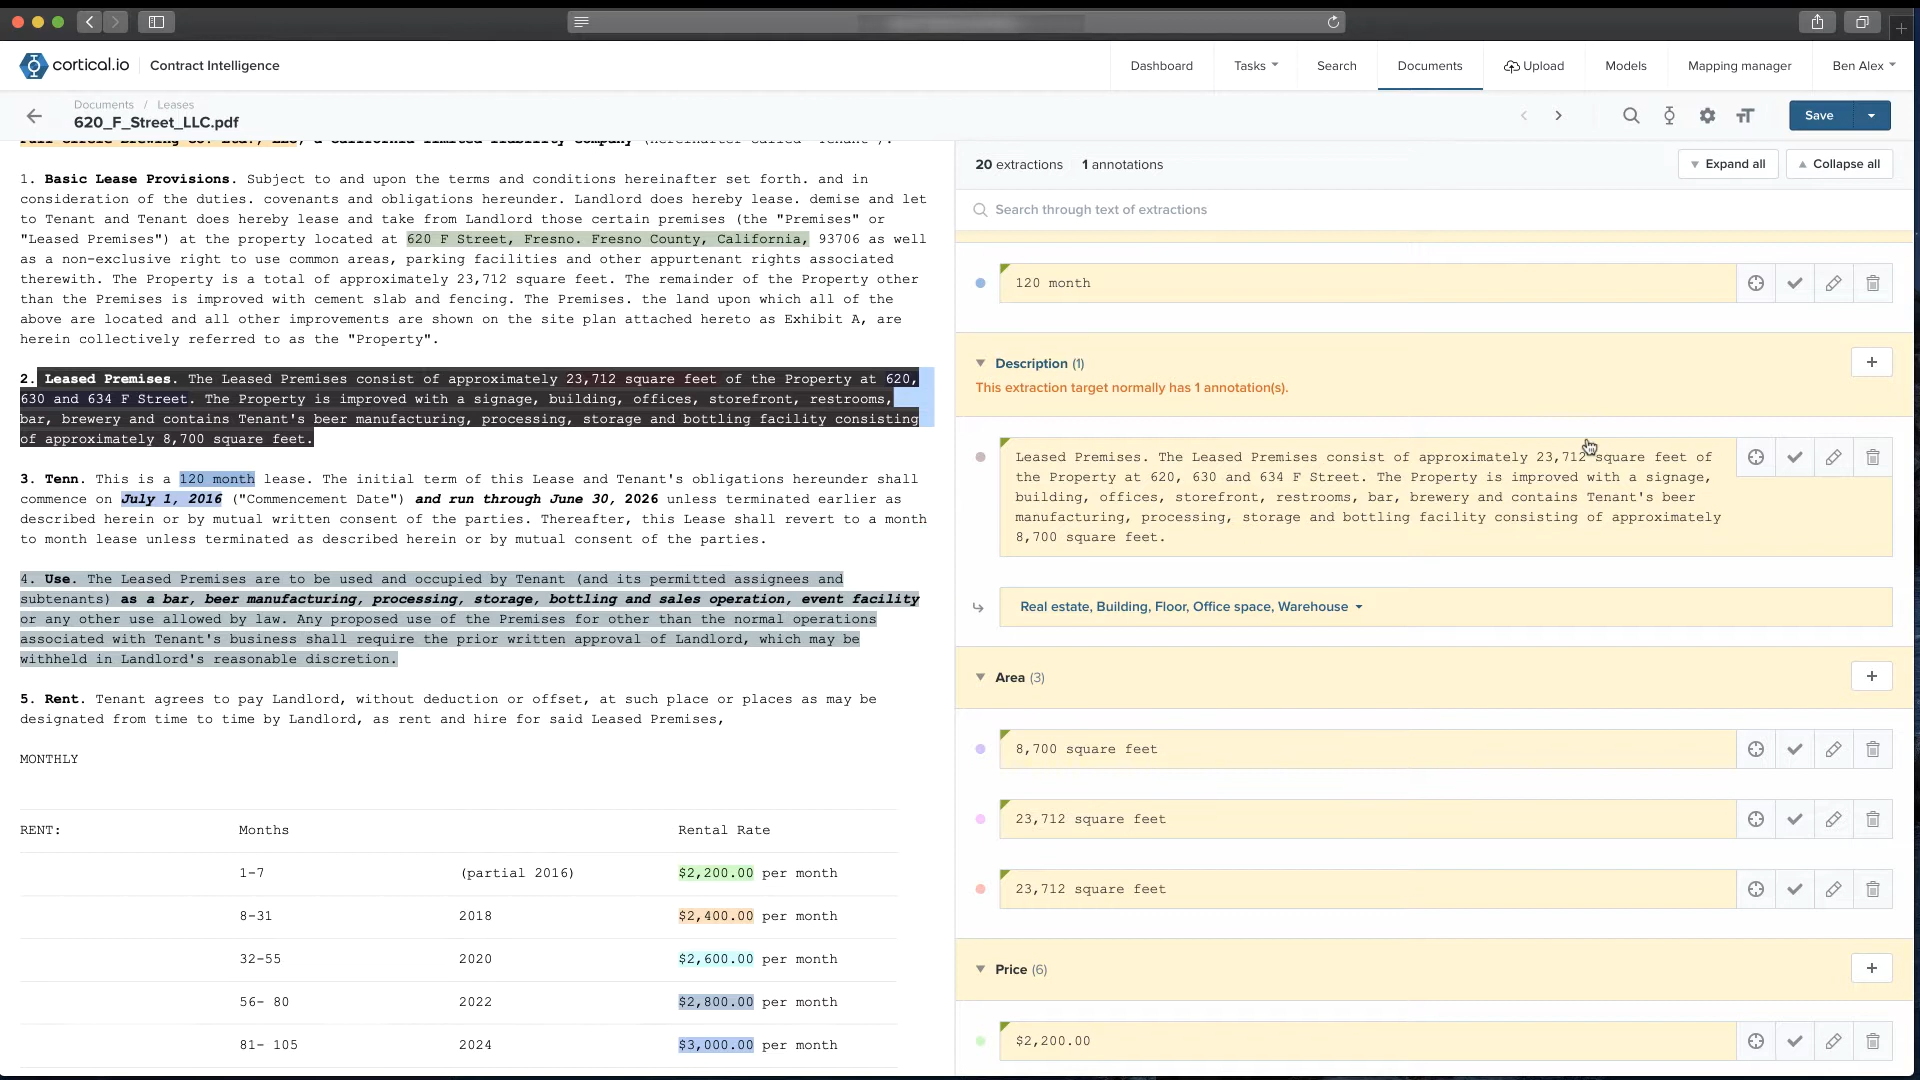 cortical.io
Contract Intelligence
Dashboard
Tasks
Search
Documents
Upload
Models
Mapping manager
Ben Alex
Documents / Leases
620_F_Street_LLC.pdf
Save
Full Circle Brewing Co. Ltd., LLC, a California limited liability company (hereinafter called "Tenant").
1. Basic Lease Provisions. Subject to and upon the terms and conditions hereinafter set forth. and in
consideration of the duties. covenants and obligations hereunder. Landlord does hereby lease. demise and let
to Tenant and Tenant does hereby lease and take from Landlord those certain premises (the "Premises" or
"Leased Premises") at the property located at 620 F Street, Fresno. Fresno County, California, 93706 as well
as a non-exclusive right to use common areas, parking facilities and other appurtenant rights associated
therewith. The Property is a total of approximately 23,712 square feet. The remainder of the Property other
than the Premises is improved with cement slab and fencing. The Premises. the land upon which all of the
above are located and all other improvements are shown on the site plan attached hereto as Exhibit A, are
herein collectively referred to as the "Property".
2. Leased Premises. The Leased Premises consist of approximately 23,712 square feet of the Property at 620,
630 and 634 F Street. The Property is improved with a signage, building, offices, storefront, restrooms,
bar, brewery and contains Tenant's beer manufacturing, processing, storage and bottling facility consisting
of approximately 8,700 square feet.
3. Tenn. This is a 120 month lease. The initial term of this Lease and Tenant's obligations hereunder shall
commence on July 1, 2016 ("Commencement Date") and run through June 30, 2026 unless terminated earlier as
described herein or by mutual written consent of the parties. Thereafter, this Lease shall revert to a month
to month lease unless terminated as described herein or by mutual consent of the parties.
4. Use. The Leased Premises are to be used and occupied by Tenant (and its permitted assignees and
subtenants) as a bar, beer manufacturing, processing, storage, bottling and sales operation, event facility
or any other use allowed by law. Any proposed use of the Premises for other than the normal operations
associated with Tenant's business shall require the prior written approval of Landlord, which may be
withheld in Landlord's reasonable discretion.
5. Rent. Tenant agrees to pay Landlord, without deduction or offset, at such place or places as may be
designated from time to time by Landlord, as rent and hire for said Leased Premises,
MONTHLY
RENT: Months Rental Rate
1-7 (partial 2016) $2,200.00 per month
8-31 2018 $2,400.00 per month
32-55 2020 $2,600.00 per month
56- 80 2022 $2,800.00 per month
81- 105 2024 $3,000.00 per month
20 extractions 1 annotations
Expand all
Collapse all
Search through text of extractions
120 month
Description (1)
This extraction target normally has 1 annotation(s).
Leased Premises. The Leased Premises consist of approximately 23,712 square feet of
the Property at 620, 630 and 634 F Street. The Property is improved with a signage,
building, offices, storefront, restrooms, bar, brewery and contains Tenant's beer
manufacturing, processing, storage and bottling facility consisting of approximately
8,700 square feet.
Real estate, Building, Floor, Office space, Warehouse
Area (3)
8,700 square feet
23,712 square feet
23,712 square feet
Price (6)
$2,200.00